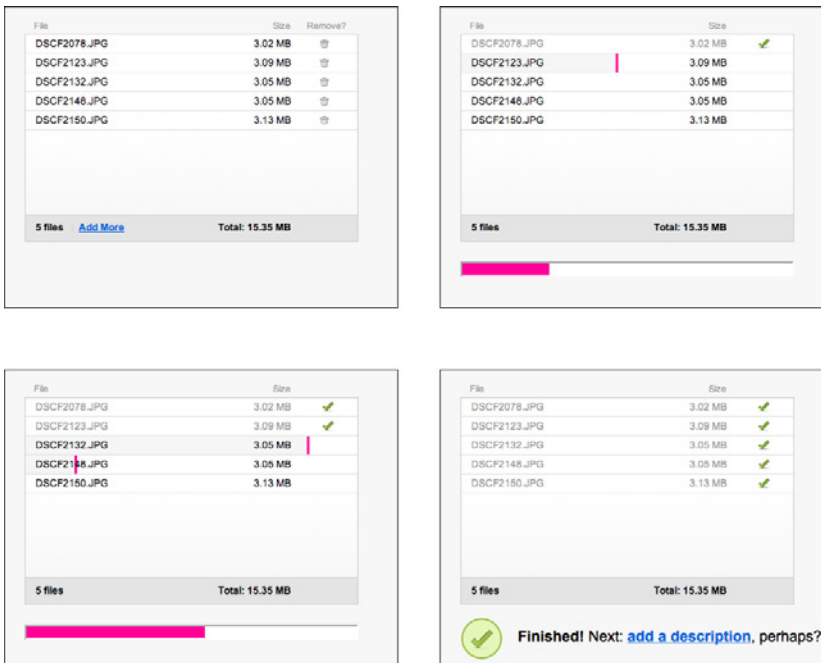 File Size Remove?
DSCF2078.JPG 3.02 MB
DSCF2123.JPG 3.09 MB
DSCF2132.JPG 3.05 MB
DSCF2148.JPG 3.05 MB
DSCF2150.JPG 3.13 MB
5 files Add More Total: 15.35 MB
File Size
DSCF2078.JPG 3.02 MB
DSCF2123.JPG 3.09 MB
DSCF2132.JPG 3.05 MB
DSCF2148.JPG 3.05 MB
DSCF2150.JPG 3.13 MB
5 files Total: 15.35 MB
File Size
DSCF2078.JPG 3.02 MB
DSCF2123.JPG 3.09 MB
DSCF2132.JPG 3.05 MB
DSCF2148.JPG 3.05 MB
DSCF2150.JPG 3.13 MB
5 files Total: 15.35 MB
File Size
DSCF2078.JPG 3.02 MB
DSCF2123.JPG 3.09 MB
DSCF2132.JPG 3.05 MB
DSCF2148.JPG 3.05 MB
DSCF2150.JPG 3.13 MB
5 files Total: 15.35 MB
Finished! Next: add a description, perhaps?